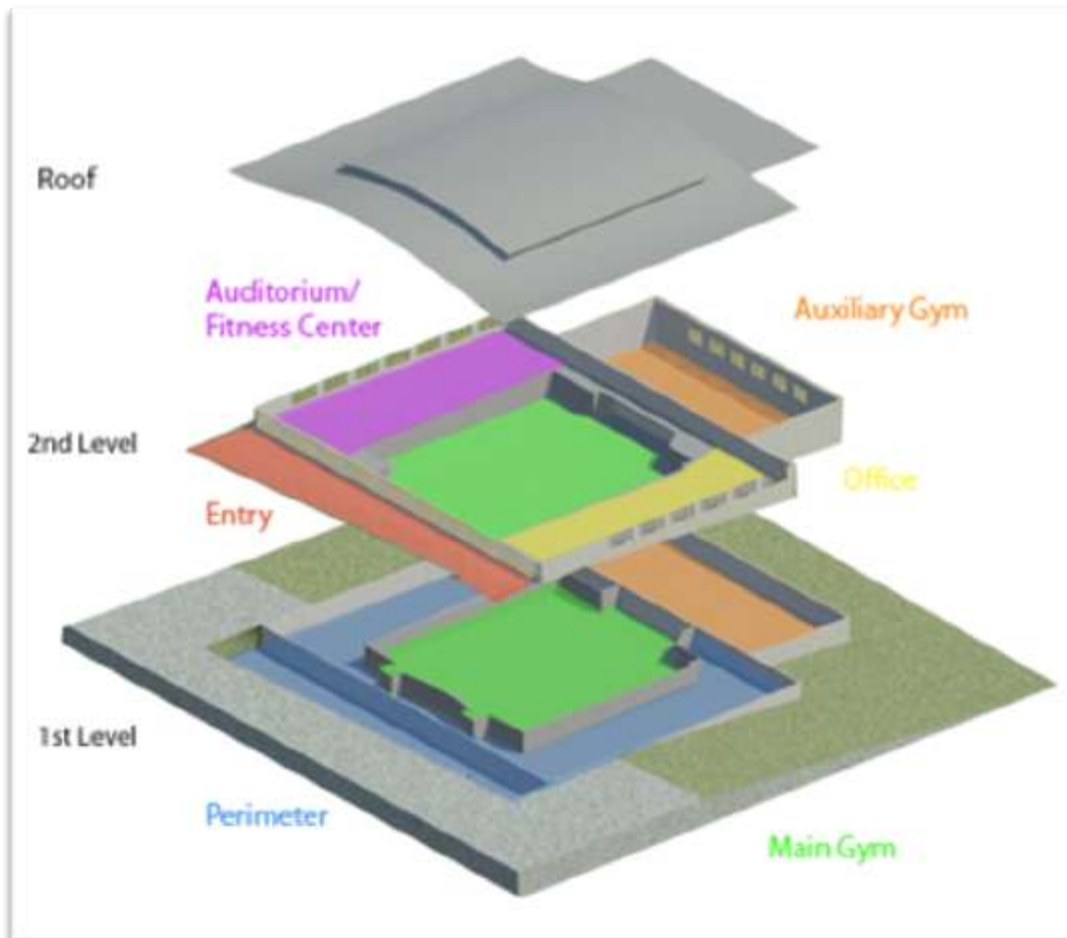 Roof
Auditorium/
Fitness Center
Auxiliary Gym
2nd Level
Office
Entry
1st Level
Perimeter
Main Gym